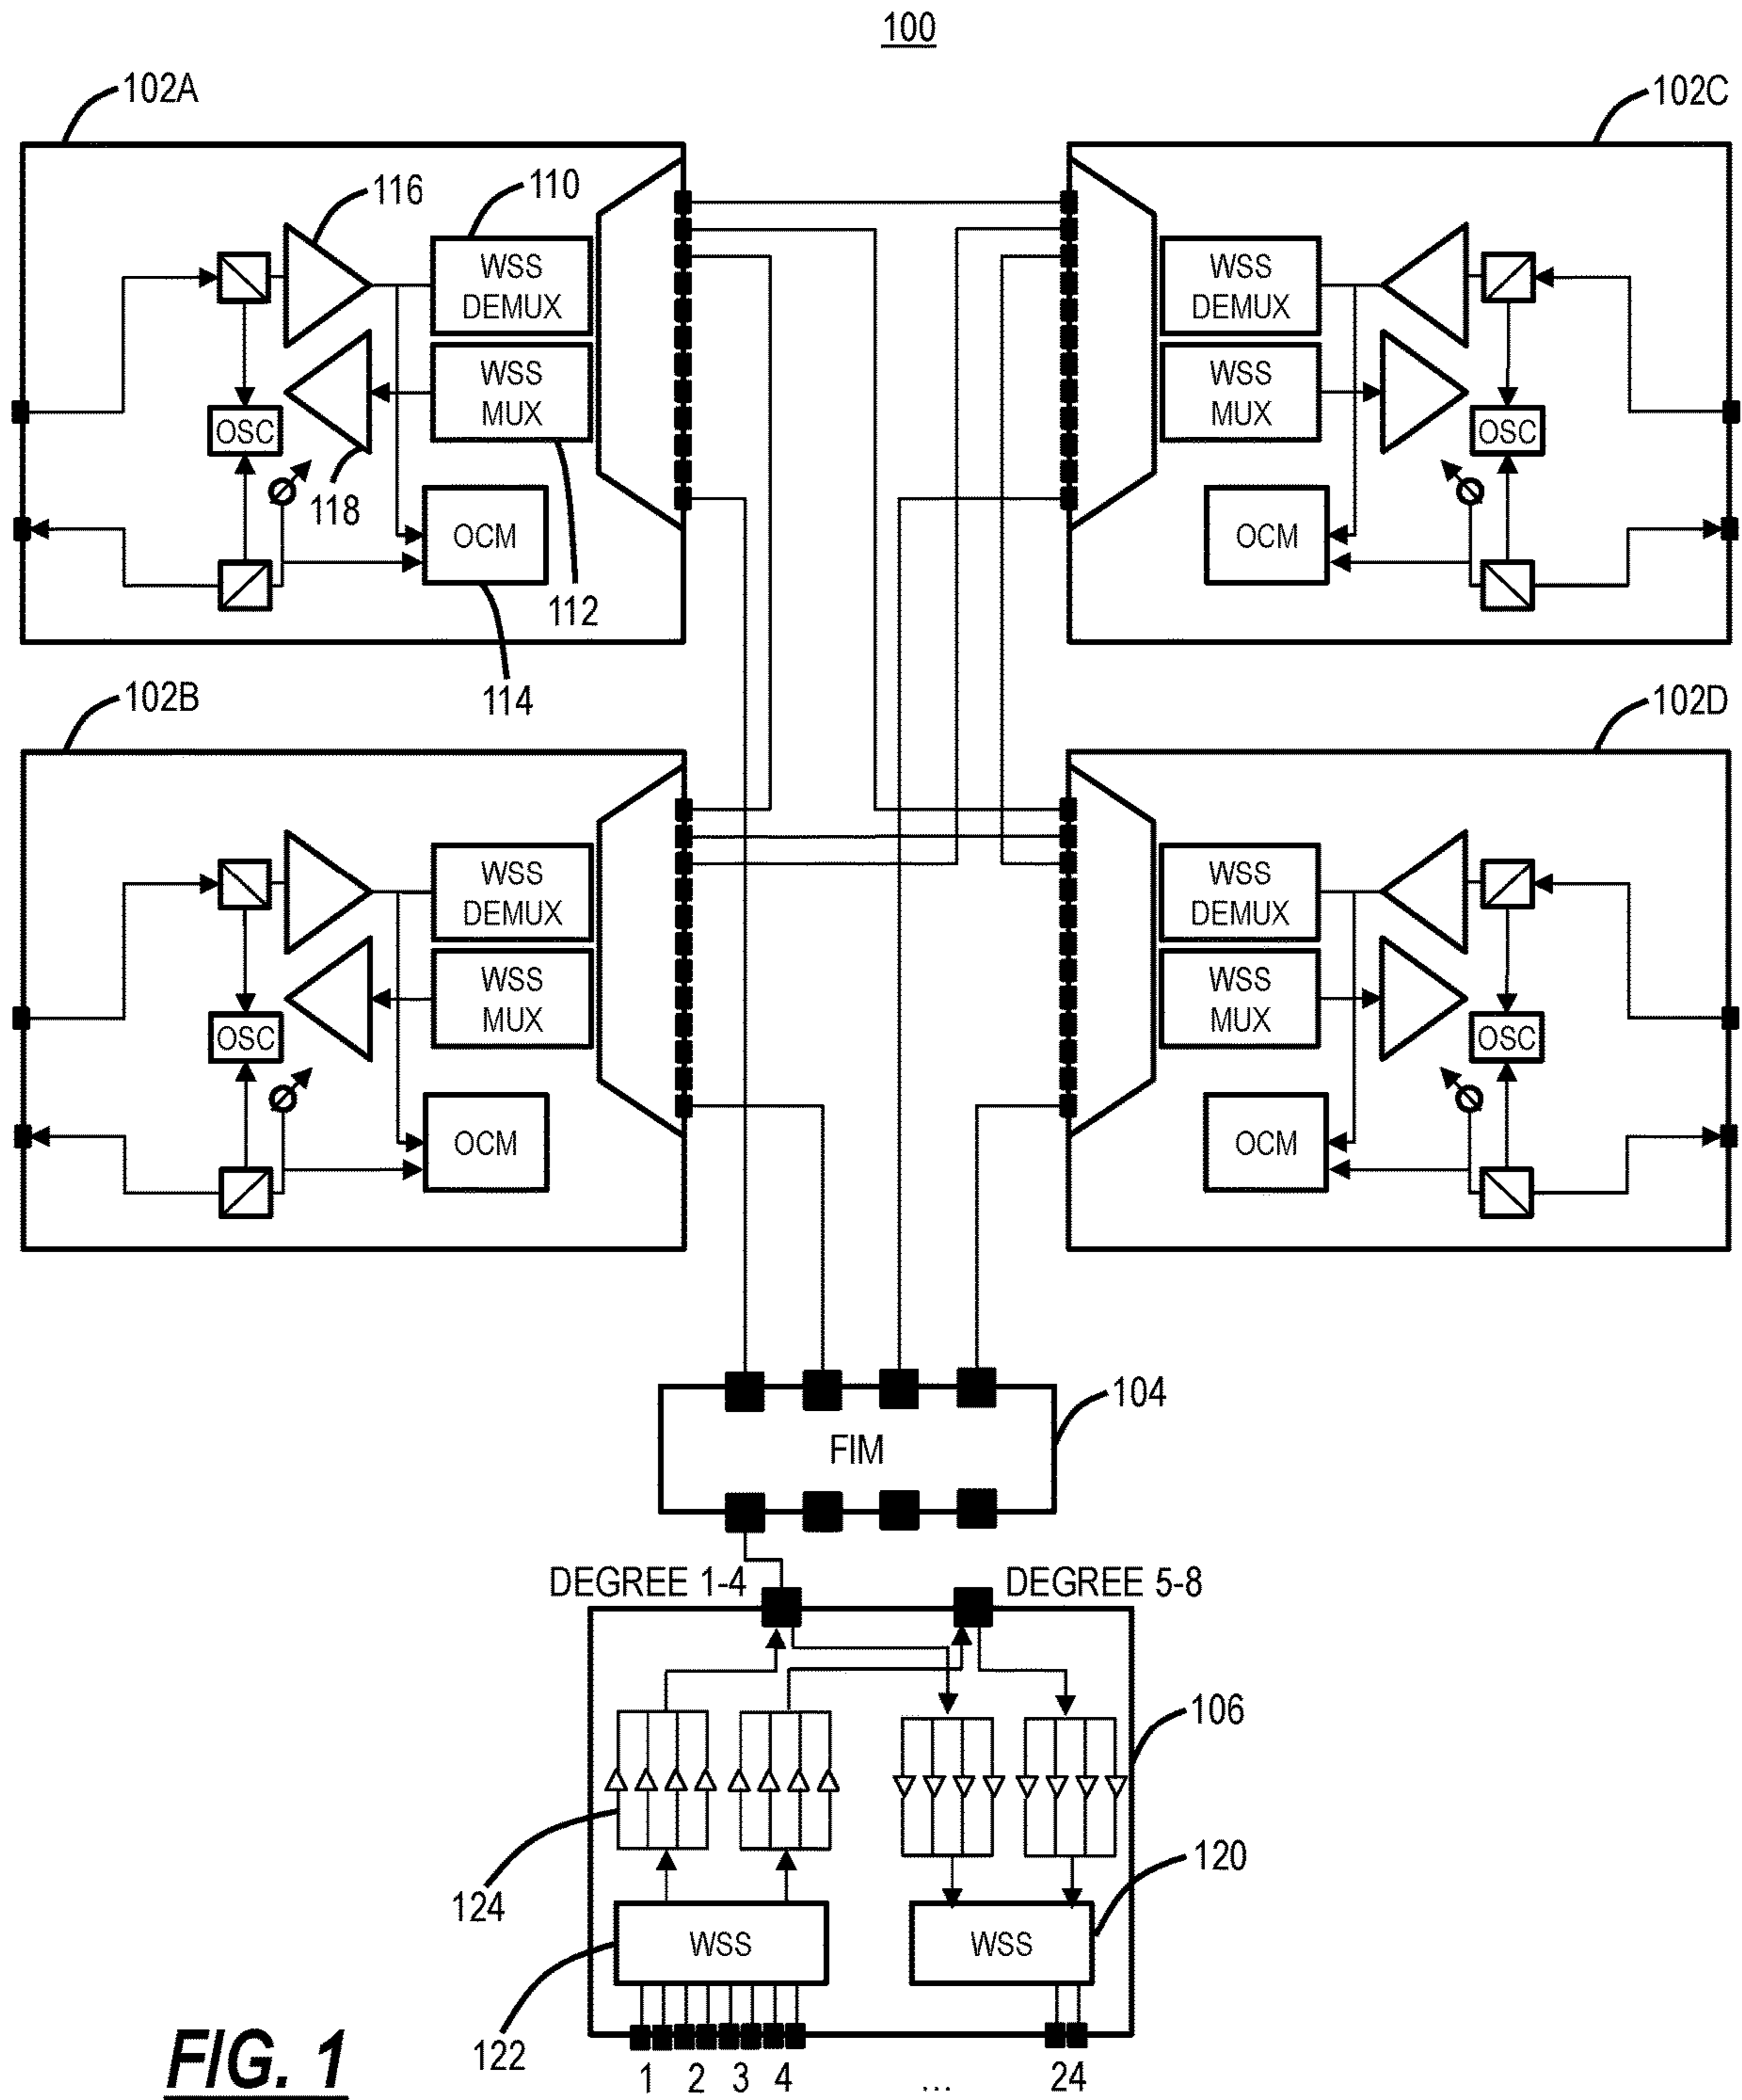 100
102A
102C
116
110
WSS
DEMUX
WSS
DEMUX
WSS
MUX
WSS
MUX
OSC
OSC
118
OCM
OCM
112
114
102B
102D
WSS
DEMUX
WSS
DEMUX
WSS
MUX
WSS
MUX
OSC
OSC
OCM
OCM
104
FIM
DEGREE 1-4
DEGREE 5-8
106
120
124
WSS
WSS
122
1 2 3 4 ... 24
FIG. 1